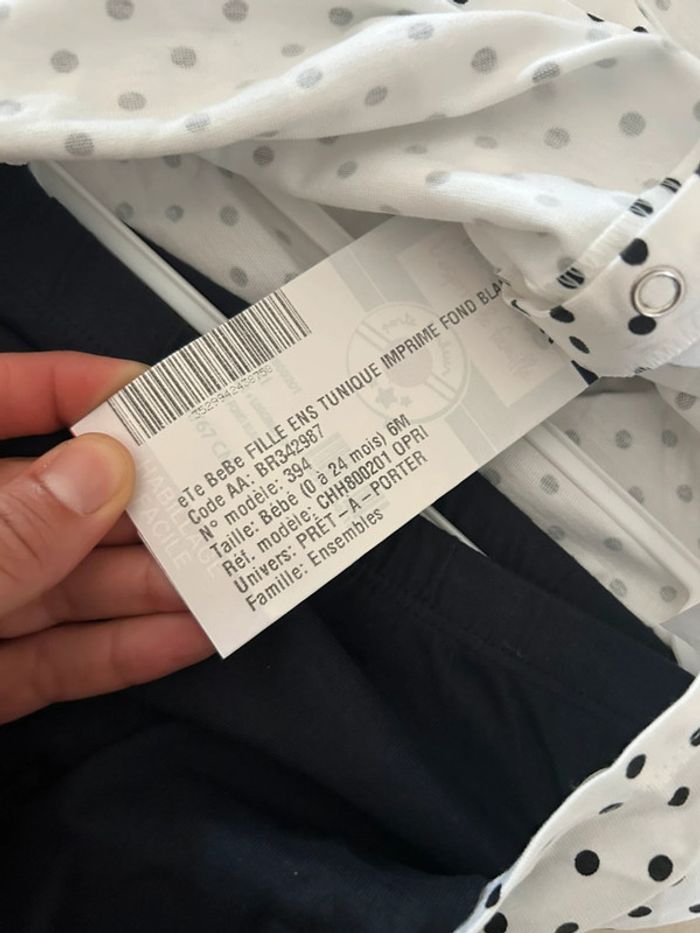 eTe BeBe FILLE ENS TUNIQUE IMPRIME FOND BLA
Code AA: BR342987
N° modèle: 394
Taille: Bébé (0 à 24 mois) 6M
Réf. modèle: CHH800201 OPRI
Univers: PRÊT-A-PORTER
Famille: Ensembles